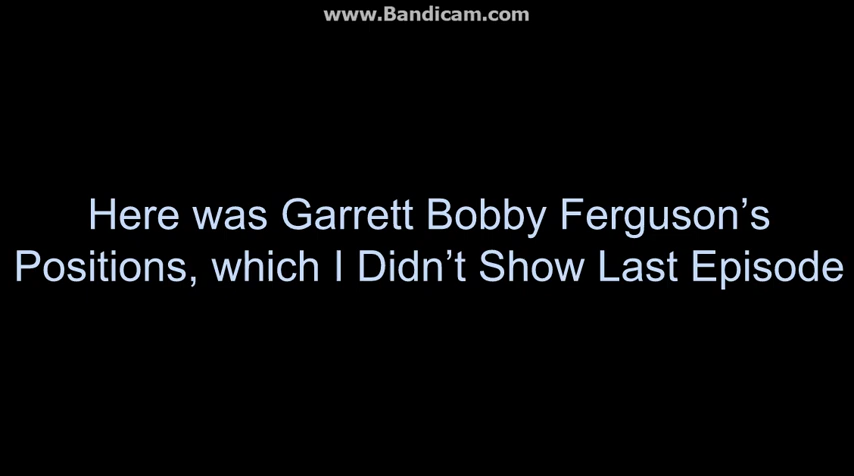 www.Bandicam.com
Here was Garrett Bobby Ferguson’s
Positions, which I Didn’t Show Last Episode